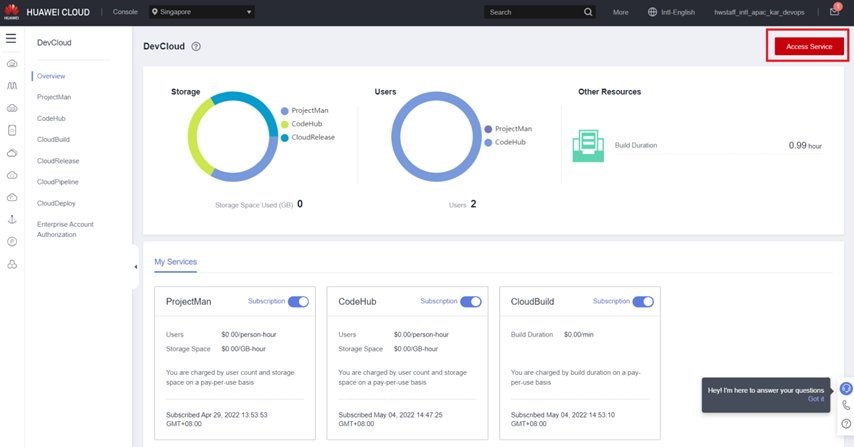 HUAWEI
HUAWEI CLOUD
Console
Singapore
Search
More
Intl-English
hwstaff_intl_apac_kar_devops
1
DevCloud
Overview
ProjectMan
CodeHub
CloudBuild
CloudRelease
CloudPipeline
CloudDeploy
Enterprise Account
Authorization
DevCloud
Access Service
Storage
ProjectMan
CodeHub
CloudRelease
Storage Space Used (GB) 0
Users
ProjectMan
CodeHub
Users 2
Other Resources
Build Duration 0.99 hour
My Services
ProjectMan Subscription
Users $0.00/person-hour
Storage Space $0.00/GB-hour
You are charged by user count and storage
space on a pay-per-use basis
Subscribed Apr 29, 2022 13:53:53
GMT+08:00
CodeHub Subscription
Users $0.00/person-hour
Storage Space $0.00/GB-hour
You are charged by user count and storage
space on a pay-per-use basis
Subscribed May 04, 2022 14:47:25
GMT+08:00
CloudBuild Subscription
Build Duration $0.00/min
You are charged by build duration on a pay-
per-use basis
Subscribed May 04, 2022 14:53:10
GMT+08:00
Hey! I'm here to answer your questions
Got it